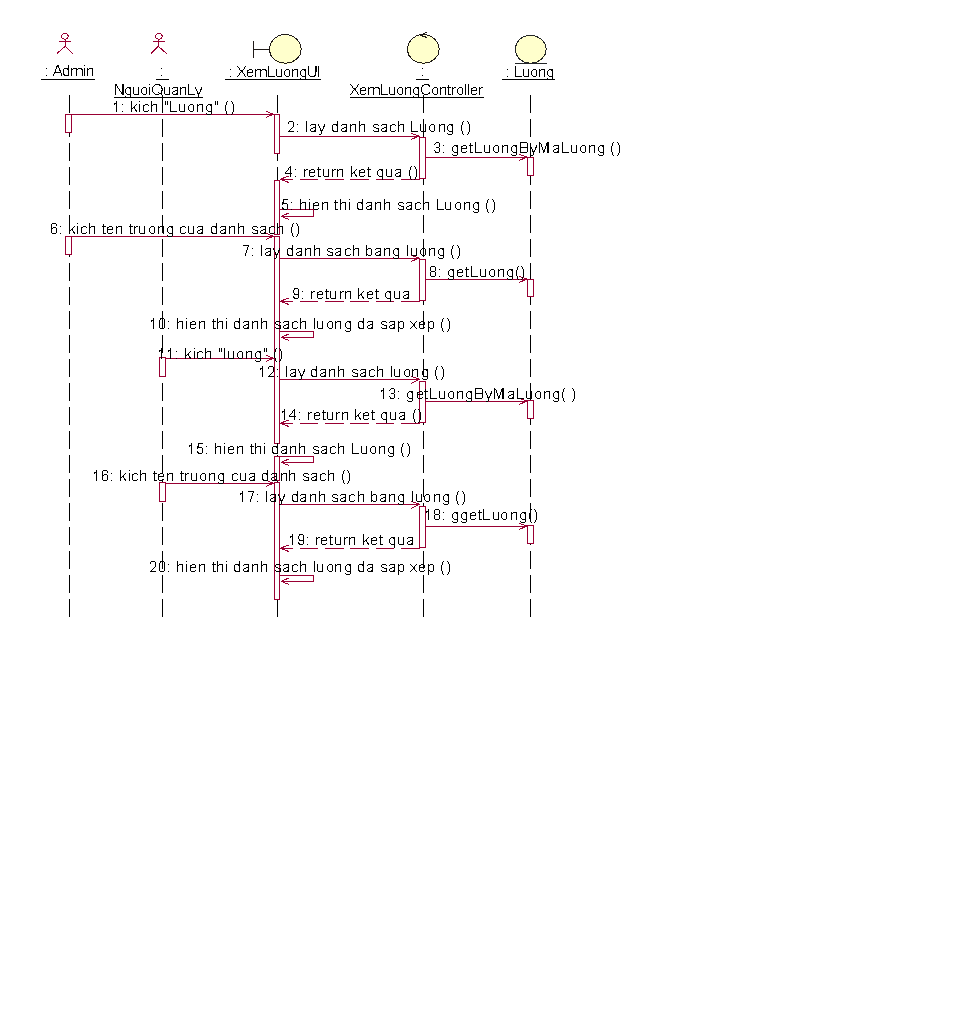 : Admin
:
NguoiQuanLy
: XemLuongUI
:
XemLuongController
: Luong
1: kich "Luong" ()
2: lay danh sach Luong ()
3: getLuongByMaLuong ()
4: return ket qua ()
5: hien thi danh sach Luong ()
6: kich ten truong cua danh sach ()
7: lay danh sach bang luong ()
8: getLuong()
9: return ket qua
10: hien thi danh sach luong da sap xep ()
11: kich "luong" ()
12: lay danh sach luong ()
13: getLuongByMaLuong( )
14: return ket qua ()
15: hien thi danh sach Luong ()
16: kich ten truong cua danh sach ()
17: lay danh sach bang luong ()
18: ggetLuong()
19: return ket qua
20: hien thi danh sach luong da sap xep ()